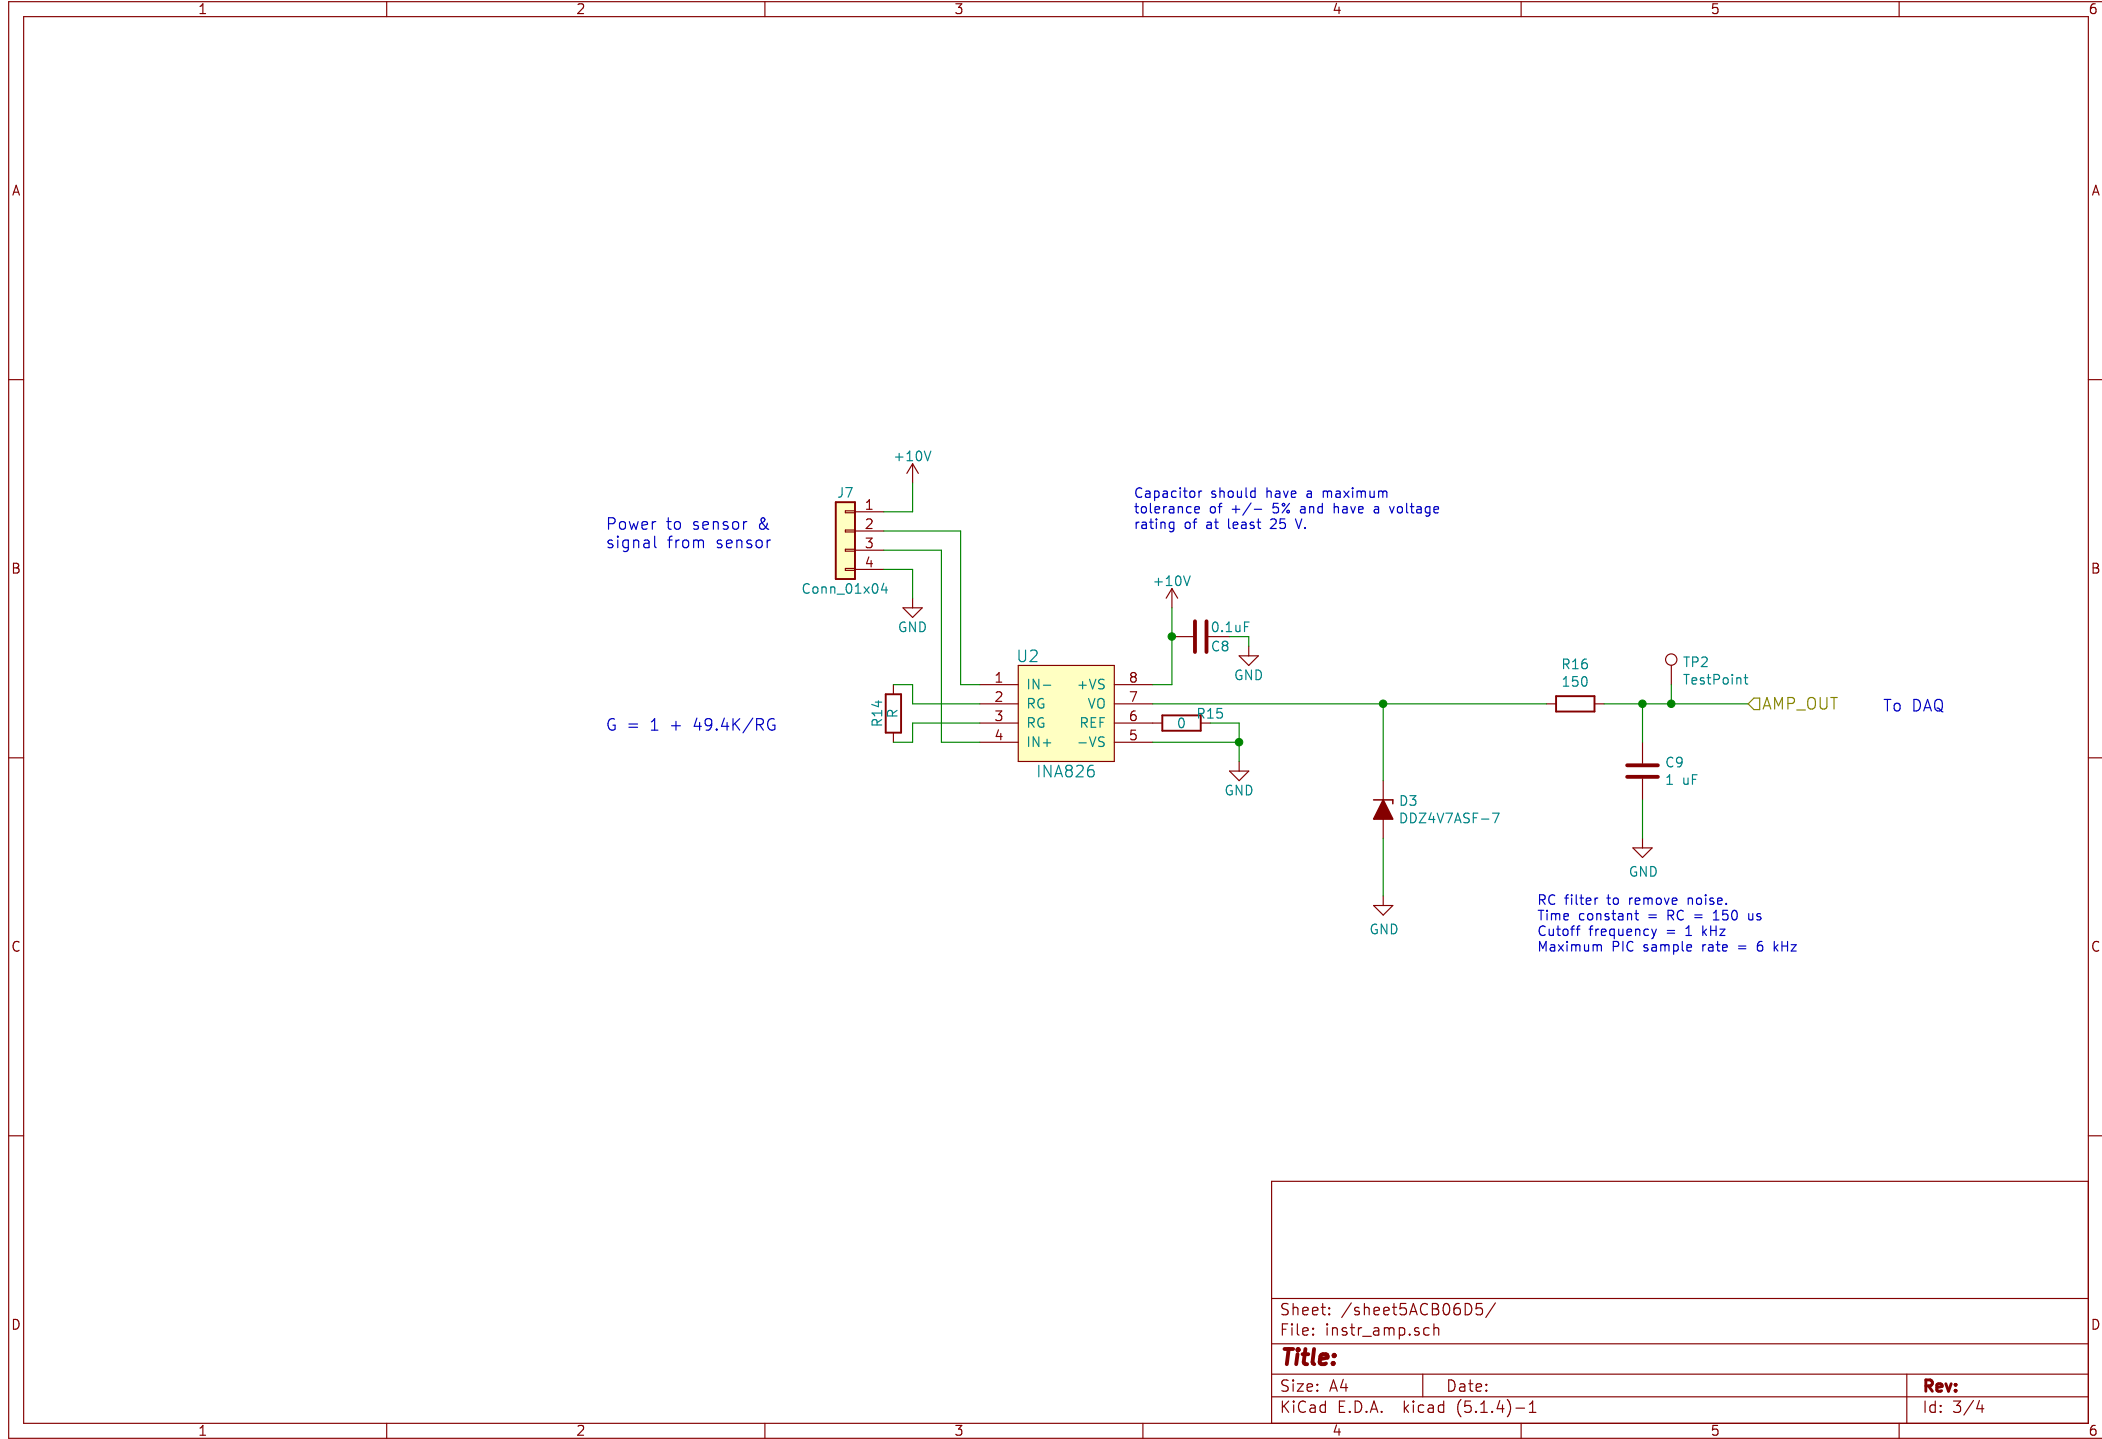 1 2 3 4 5 6
A A
+10V
J7
1
2
3
4
Conn_01x04
GND
Power to sensor &
signal from sensor
Capacitor should have a maximum
tolerance of +/- 5% and have a voltage
rating of at least 25 V.
B B
+10V
0.1uF
C8
GND
U2
1 IN- +VS 8
2 RG VO 7
3 RG REF 6
4 IN+ -VS 5
INA826
R14
R
G = 1 + 49.4K/RG
R15
0
GND
R16
150
TP2
TestPoint
AMP_OUT
To DAQ
D3
DDZ4V7ASF-7
GND
C9
1 uF
GND
RC filter to remove noise.
Time constant = RC = 150 us
Cutoff frequency = 1 kHz
Maximum PIC sample rate = 6 kHz
C C
Sheet: /sheet5ACB06D5/
File: instr_amp.sch
D D
Title:
Size: A4 Date: Rev:
KiCad E.D.A. kicad (5.1.4)-1 Id: 3/4
1 2 3 4 5 6